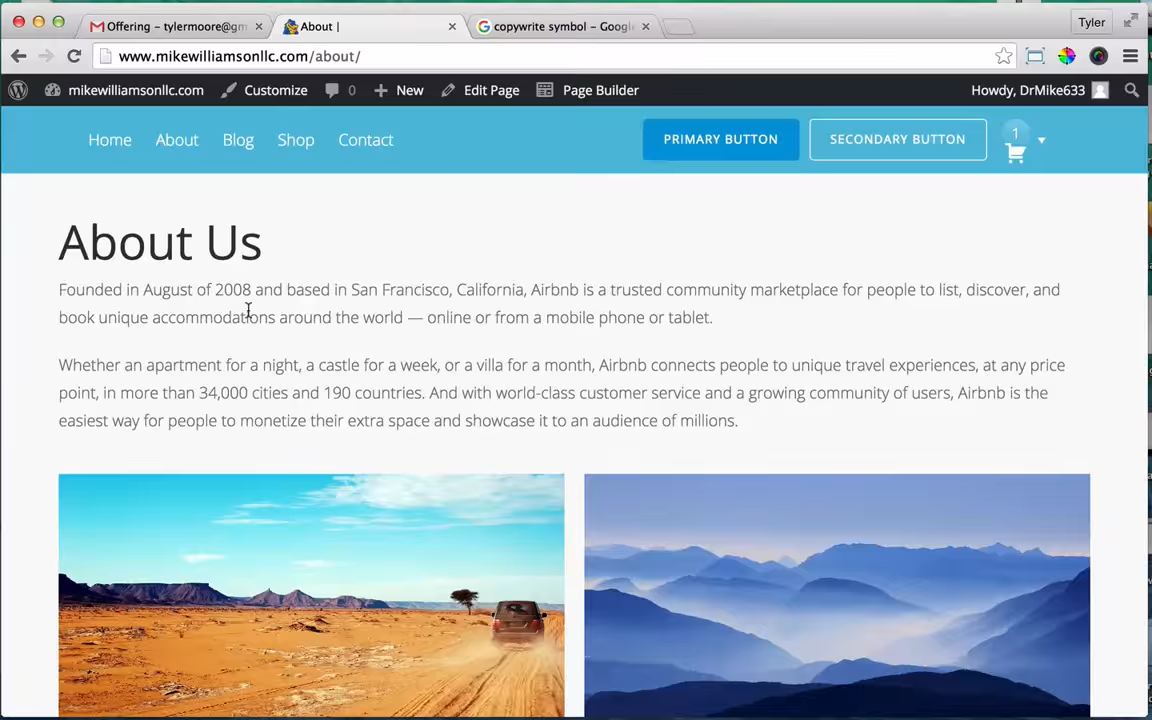 Offering – tylermoore@gm
About |
copywrite symbol – Google
Tyler
www.mikewilliamsonllc.com/about/
mikewilliamsonllc.com Customize 0 New Edit Page Page Builder Howdy, DrMike633
Home About Blog Shop Contact PRIMARY BUTTON SECONDARY BUTTON 1
About Us
Founded in August of 2008 and based in San Francisco, California, Airbnb is a trusted community marketplace for people to list, discover, and
book unique accommodations around the world — online or from a mobile phone or tablet.
Whether an apartment for a night, a castle for a week, or a villa for a month, Airbnb connects people to unique travel experiences, at any price
point, in more than 34,000 cities and 190 countries. And with world-class customer service and a growing community of users, Airbnb is the
easiest way for people to monetize their extra space and showcase it to an audience of millions.